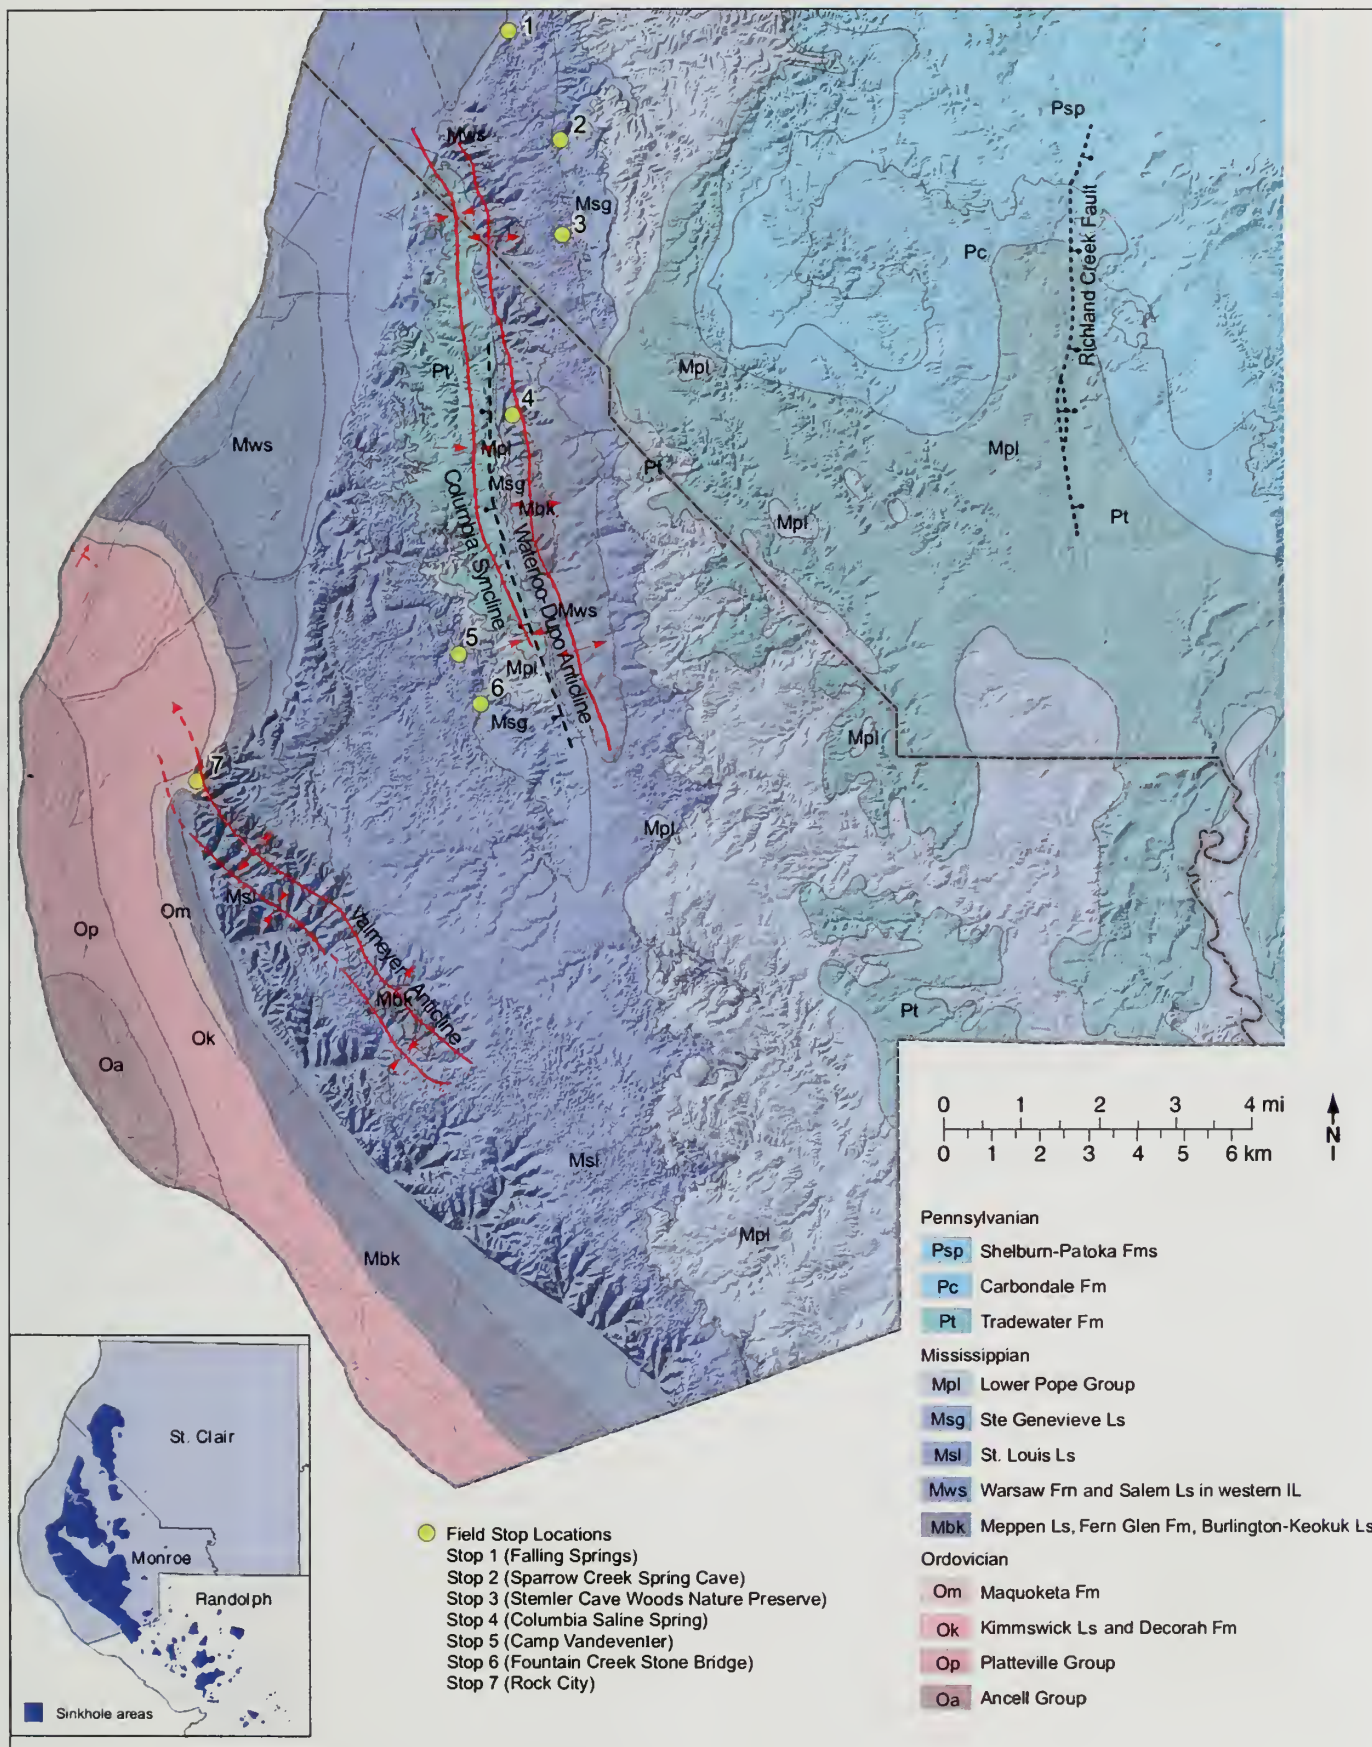 1
2
Psp
Mws
Msg
3
Richland Creek Fault
Pc
Pt
Mpl
4
Mws
Mpl
Mpl
Pt
Msg
Columbia Syncline
Mbk
Mpl
Pt
Waterloo-Dupo Anticline
Mws
5
Mpl
6
Msg
Mpl
7
Mpl
Msl
Om
Op
Valmeyer Anticline
Mbk
Pt
Ok
Oa
0 1 2 3 4 mi
0 1 2 3 4 5 6 km
N
Msl
Mpl
Mbk
Pennsylvanian
Psp Shelburn-Patoka Fms
Pc Carbondale Fm
Pt Tradewater Fm
Mississippian
Mpl Lower Pope Group
Msg Ste Genevieve Ls
Msl St. Louis Ls
Mws Warsaw Fm and Salem Ls in western IL
Mbk Meppen Ls, Fern Glen Fm, Burlington-Keokuk Ls
Ordovician
Om Maquoketa Fm
Ok Kimmswick Ls and Decorah Fm
Op Platteville Group
Oa Ancell Group
St. Clair
Monroe
Randolph
Sinkhole areas
Field Stop Locations
Stop 1 (Falling Springs)
Stop 2 (Sparrow Creek Spring Cave)
Stop 3 (Stemler Cave Woods Nature Preserve)
Stop 4 (Columbia Saline Spring)
Stop 5 (Camp Vandeventer)
Stop 6 (Fountain Creek Stone Bridge)
Stop 7 (Rock City)